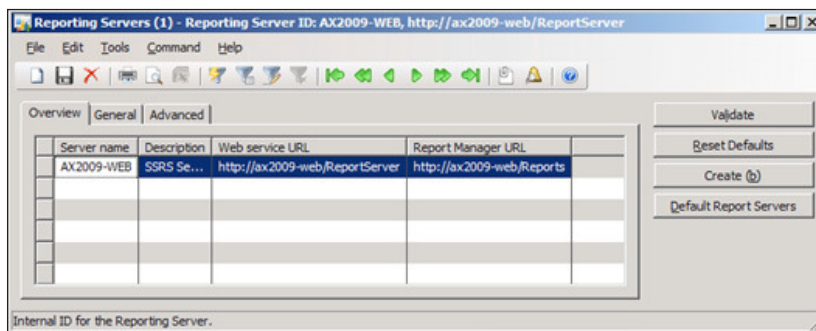 Reporting Servers (1) - Reporting Server ID: AX2009-WEB, http://ax2009-web/ReportServer
File Edit Tools Command Help
Overview General Advanced
Server name Description Web service URL Report Manager URL
AX2009-WEB SSRS Se... http://ax2009-web/ReportServer http://ax2009-web/Reports
Validate
Reset Defaults
Create (b)
Default Report Servers
Internal ID for the Reporting Server.